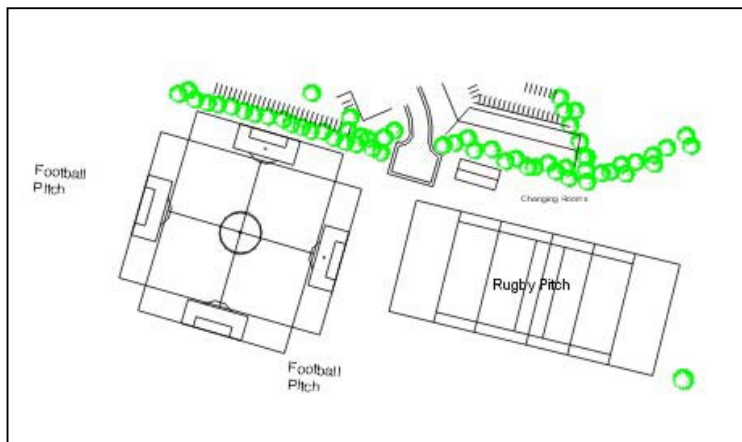 Football
Pitch
Changing Rooms
Rugby Pitch
Football
Pitch